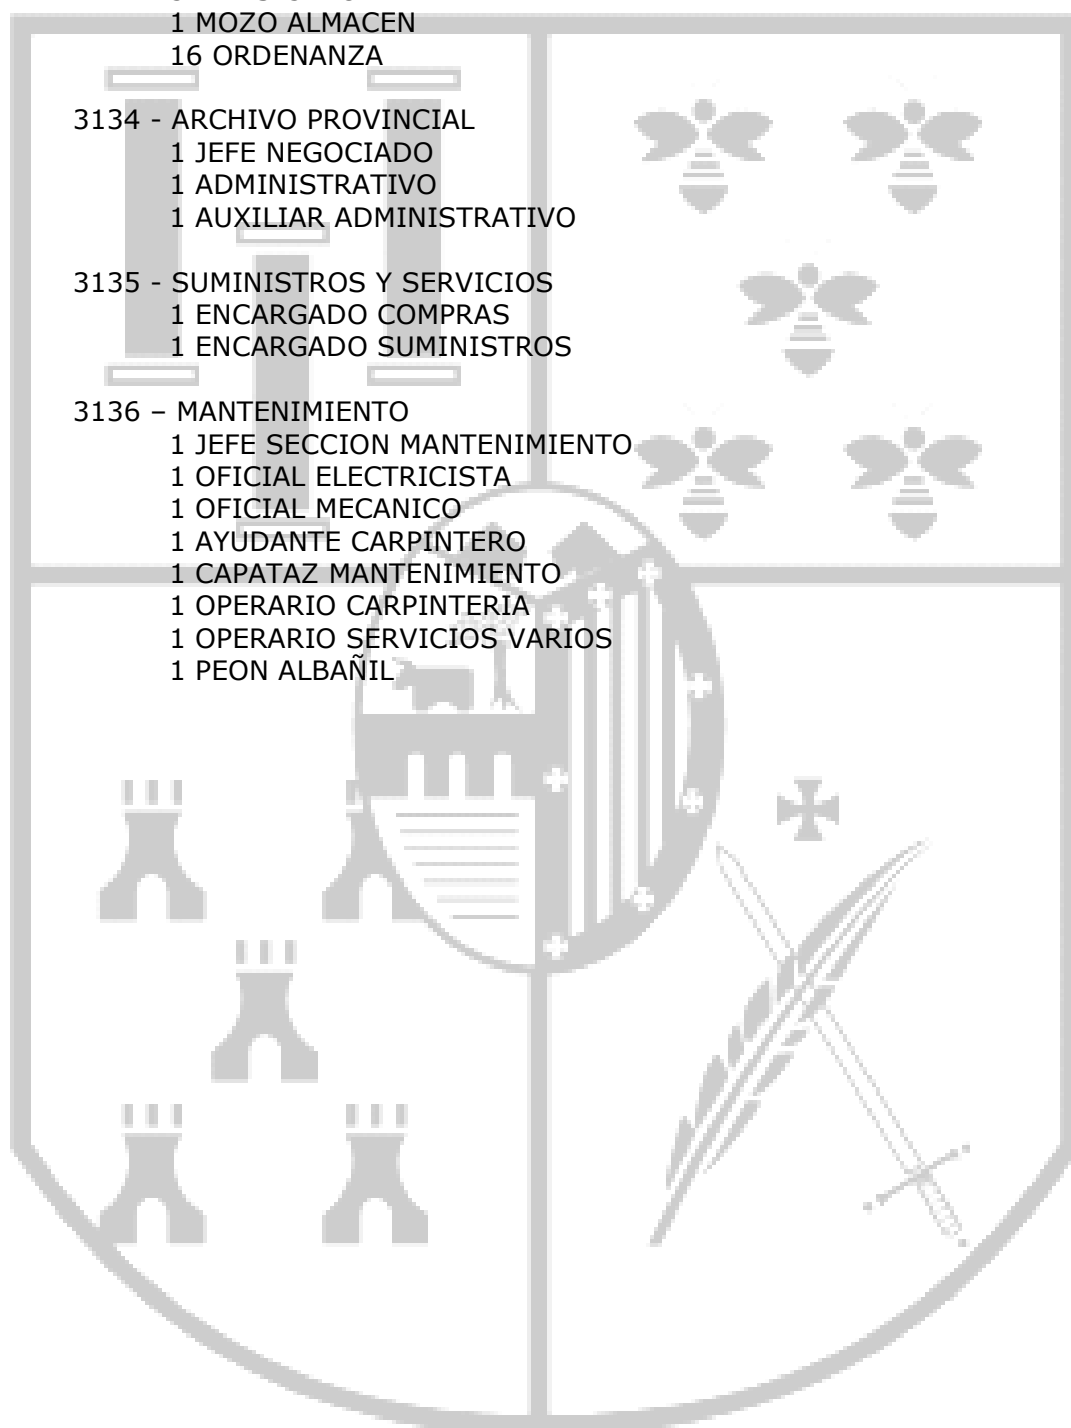 1 MOZO ALMACEN
16 ORDENANZA
3134 - ARCHIVO PROVINCIAL
1 JEFE NEGOCIADO
1 ADMINISTRATIVO
1 AUXILIAR ADMINISTRATIVO
3135 - SUMINISTROS Y SERVICIOS
1 ENCARGADO COMPRAS
1 ENCARGADO SUMINISTROS
3136 – MANTENIMIENTO
1 JEFE SECCION MANTENIMIENTO
1 OFICIAL ELECTRICISTA
1 OFICIAL MECANICO
1 AYUDANTE CARPINTERO
1 CAPATAZ MANTENIMIENTO
1 OPERARIO CARPINTERIA
1 OPERARIO SERVICIOS VARIOS
1 PEON ALBAÑIL